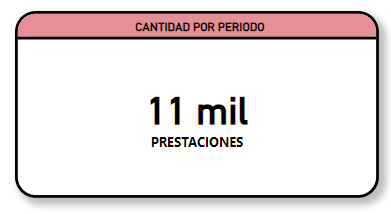 CANTIDAD POR PERIODO
11 mil
PRESTACIONES